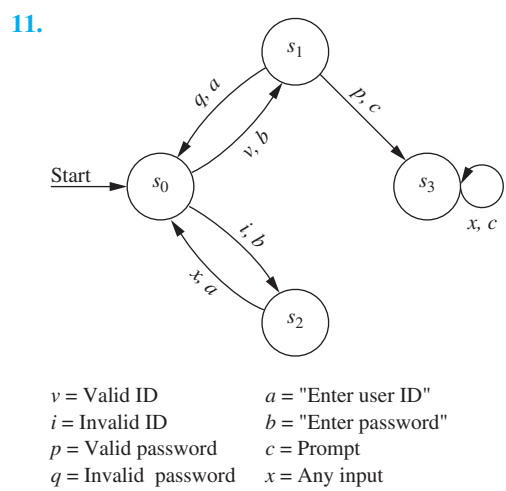 11.
s1
q, a
p, c
v, b
Start
s0
s3
x, c
i, b
x, a
s2
v = Valid ID
a = "Enter user ID"
i = Invalid ID
b = "Enter password"
p = Valid password
c = Prompt
q = Invalid password
x = Any input